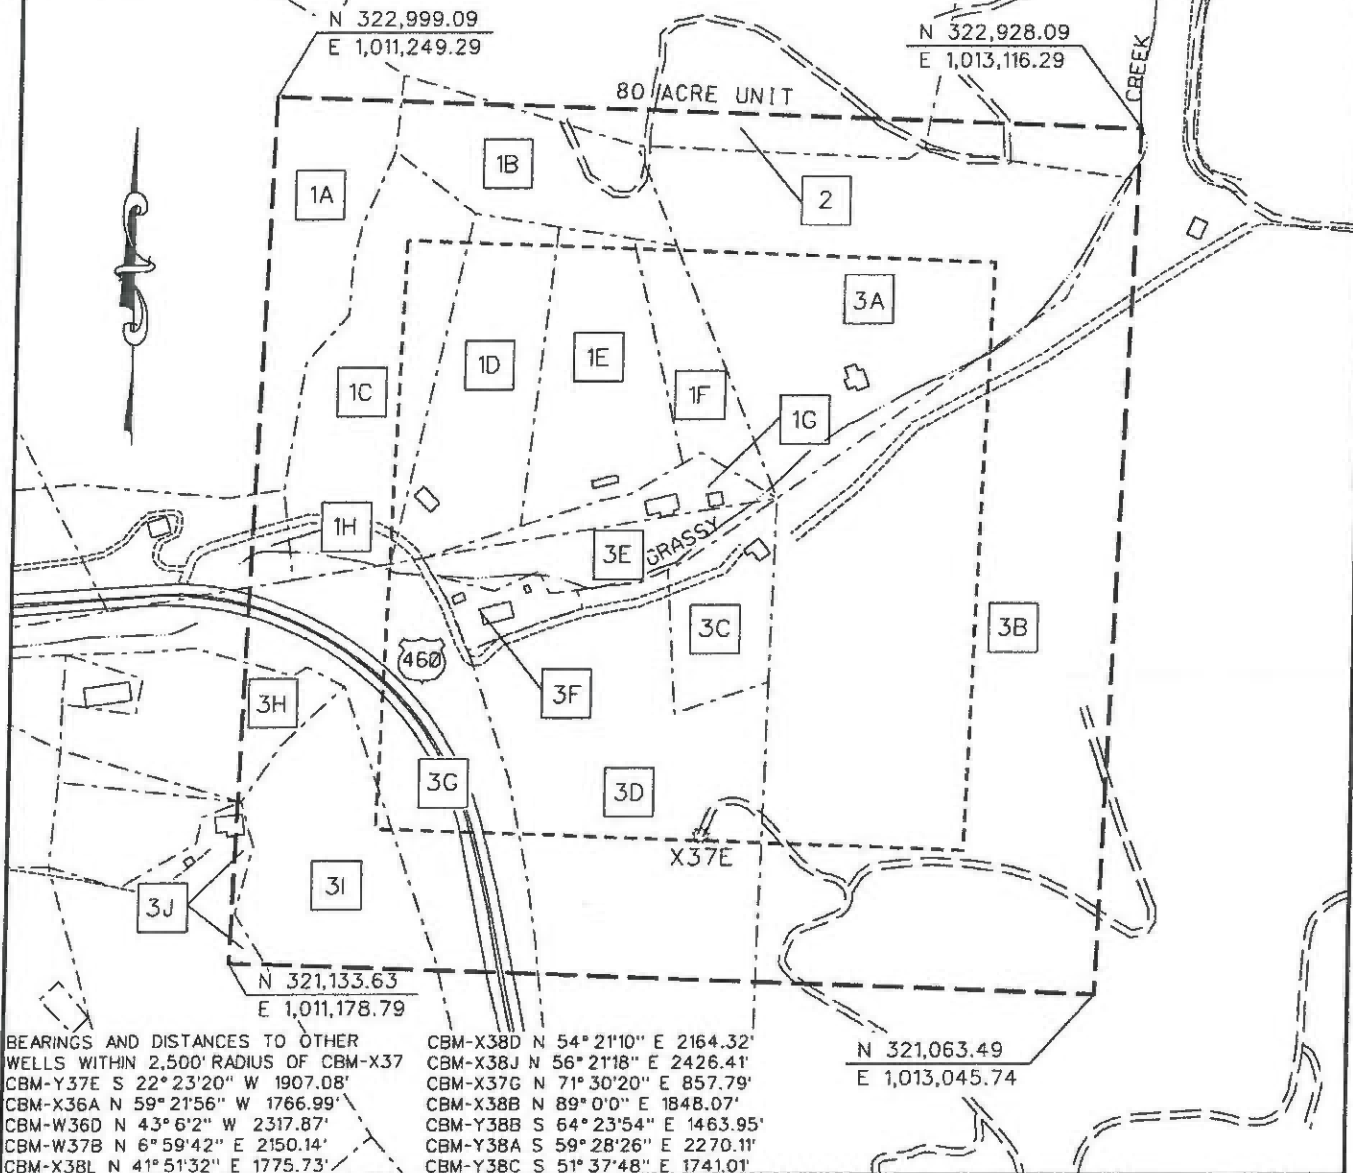 N 322,999.09
E 1,011,249.29
N 322,928.09
E 1,013,116.29
CREEK
80 ACRE UNIT
1B
1A
2
3A
1D
1E
1C
1F
1G
1H
3E
GRASSY
3C
3B
460
3F
3H
3G
3D
X37E
3I
3J
N 321,133.63
E 1,011,178.79
N 321,063.49
E 1,013,045.74
BEARINGS AND DISTANCES TO OTHER
WELLS WITHIN 2,500' RADIUS OF CBM-X37
CBM-Y37E S 22°23'20" W 1907.08'
CBM-X36A N 59°21'56" W 1766.99'
CBM-W36D N 43°6'2" W 2317.87'
CBM-W37B N 6°59'42" E 2150.14'
CBM-X38L N 41°51'32" E 1775.73'
CBM-X38D N 54°21'10" E 2164.32'
CBM-X38J N 56°21'18" E 2426.41'
CBM-X37G N 71°30'20" E 857.79'
CBM-X38B N 89°0'0" E 1848.07'
CBM-Y38B S 64°23'54" E 1463.95'
CBM-Y38A S 59°28'26" E 2270.11'
CBM-Y38C S 51°37'48" E 1741.01'